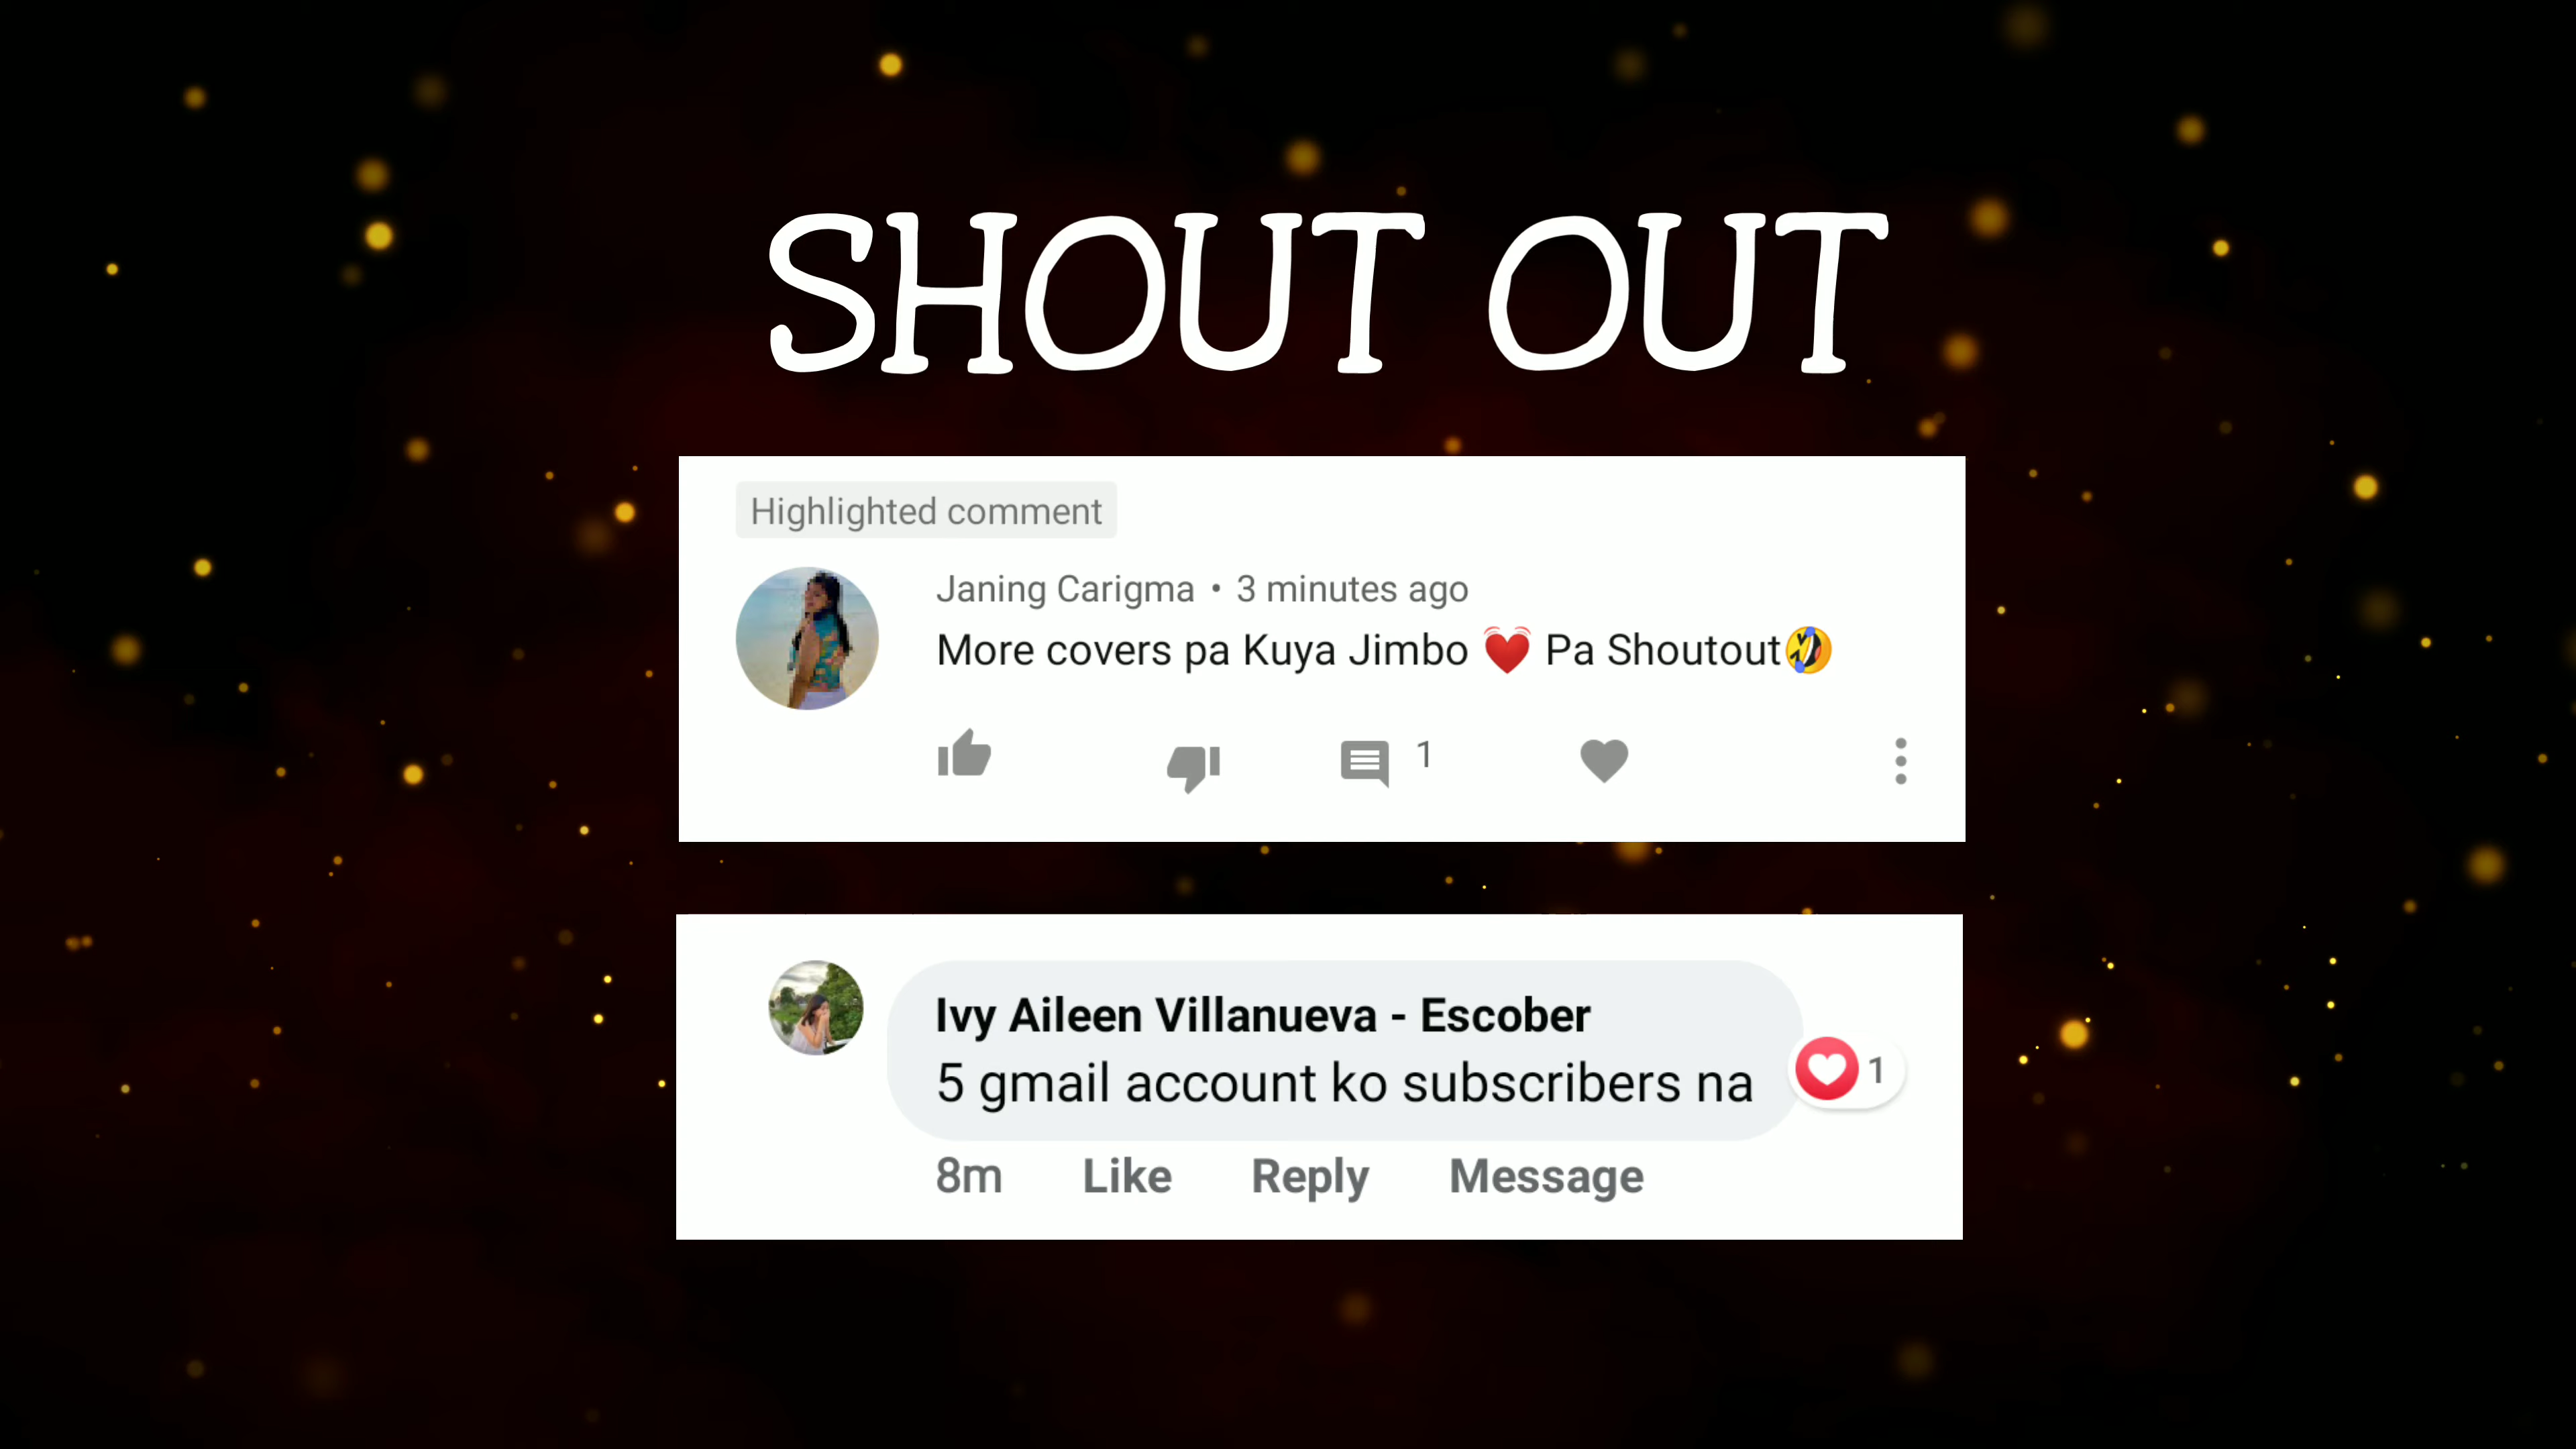 SHOUT OUT
Highlighted comment
Janing Carigma • 3 minutes ago
More covers pa Kuya Jimbo 💓 Pa Shoutout🤣
1
Ivy Aileen Villanueva - Escober
5 gmail account ko subscribers na
1
8m Like Reply Message